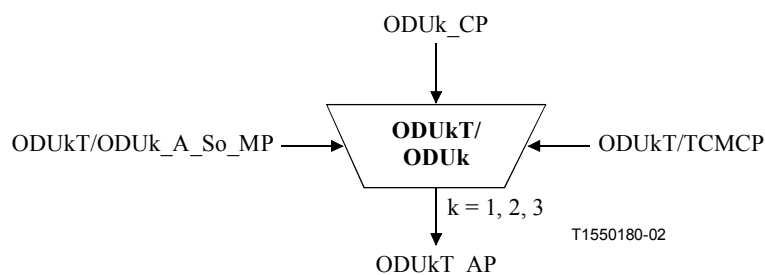 ODUk_CP
ODUkT/ODUk_A_So_MP
ODUkT/
ODUk
ODUkT/TCMCP
k = 1, 2, 3
T1550180-02
ODUkT_AP